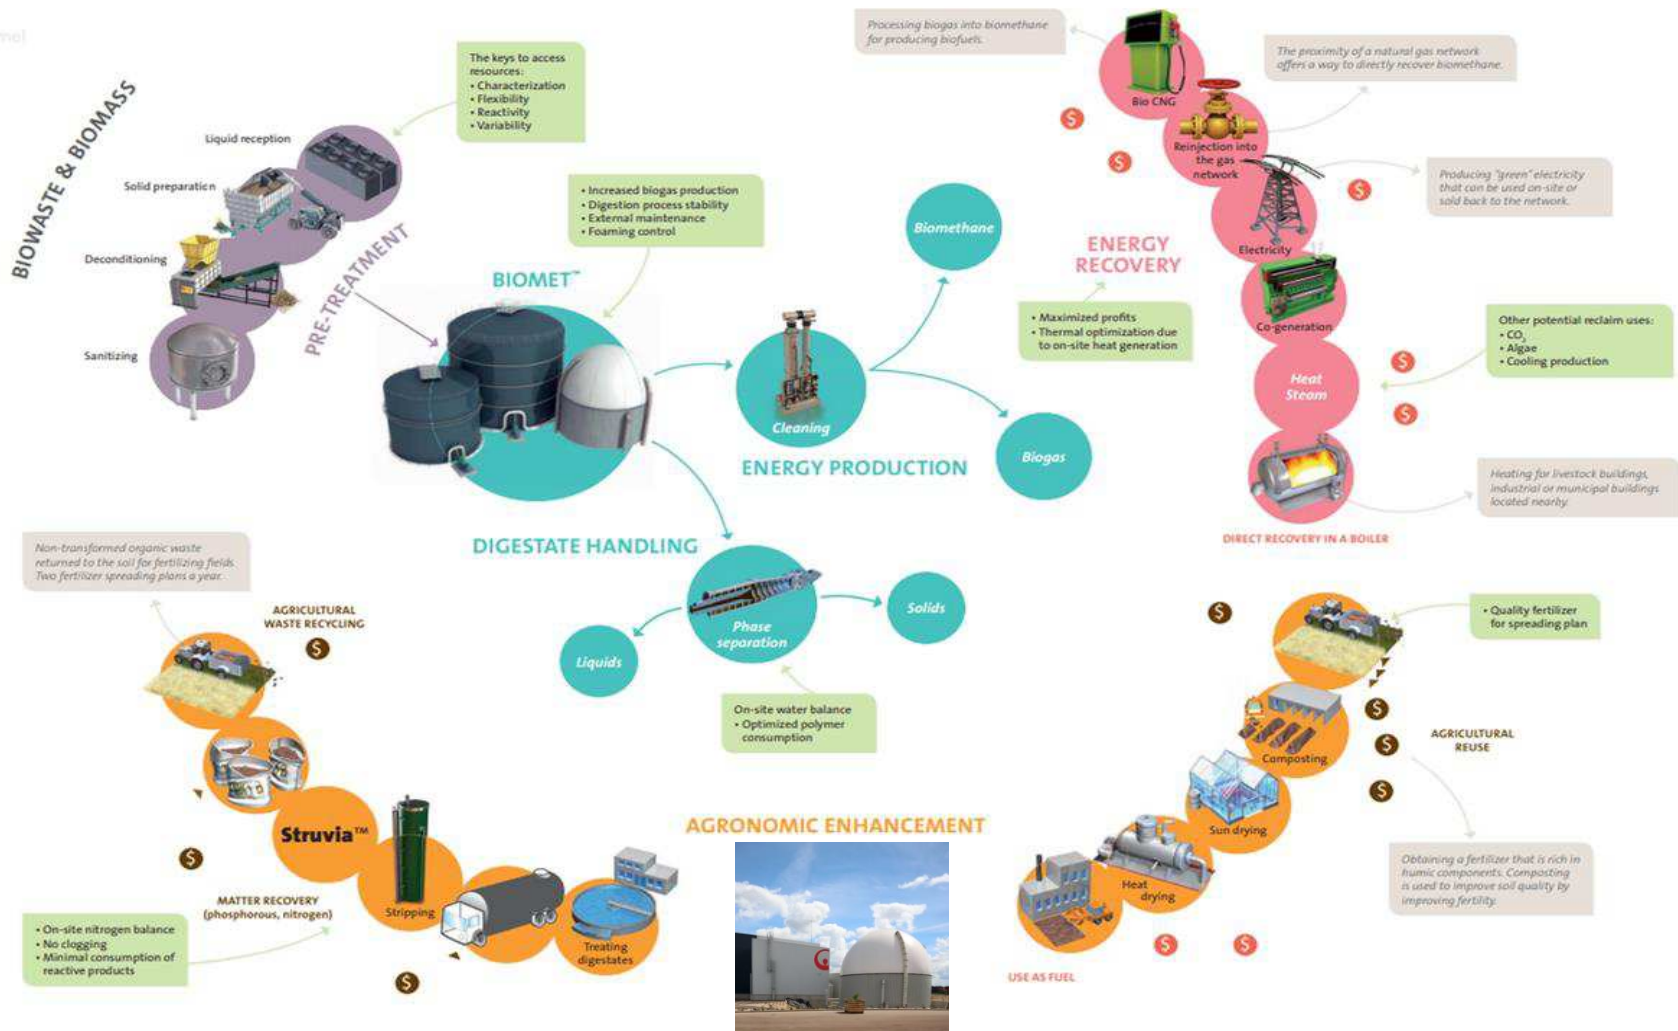 BIOWASTE & BIOMASS
The keys to access
resources:
• Characterization
• Flexibility
• Reactivity
• Variability
Liquid reception
Solid preparation
Deconditioning
Sanitizing
PRE-TREATMENT
• Increased biogas production
• Digestion process stability
• External maintenance
• Foaming control
BIOMET™
Cleaning
ENERGY PRODUCTION
Biomethane
Biogas
Processing biogas into biomethane
for producing biofuels.
Bio CNG
The proximity of a natural gas network
offers a way to directly recover biomethane.
Reinjection into
the gas
network
Producing "green" electricity
that can be used on-site or
sold back to the network.
Electricity
ENERGY
RECOVERY
• Maximized profits
• Thermal optimization due
to on-site heat generation
Co-generation
Other potential reclaim uses:
• CO₂
• Algae
• Cooling production
Heat
Steam
Heating for livestock buildings,
industrial or municipal buildings
located nearby.
DIRECT RECOVERY IN A BOILER
$
$
$
$
$
DIGESTATE HANDLING
Phase
separation
Liquids
Solids
On-site water balance
• Optimized polymer
consumption
Non-transformed organic waste
returned to the soil for fertilizing fields.
Two fertilizer spreading plans a year.
AGRICULTURAL
WASTE RECYCLING
$
Struvia™
$
MATTER RECOVERY
(phosphorous, nitrogen)
• On-site nitrogen balance
• No clogging
• Minimal consumption of
reactive products
Stripping
$
Treating
digestates
AGRONOMIC ENHANCEMENT
$
• Quality fertilizer
for spreading plan
$
$
$
AGRICULTURAL
REUSE
Composting
Sun drying
Heat
drying
Obtaining a fertilizer that is rich in
humic components. Composting
is used to improve soil quality by
improving fertility.
$
$
USE AS FUEL